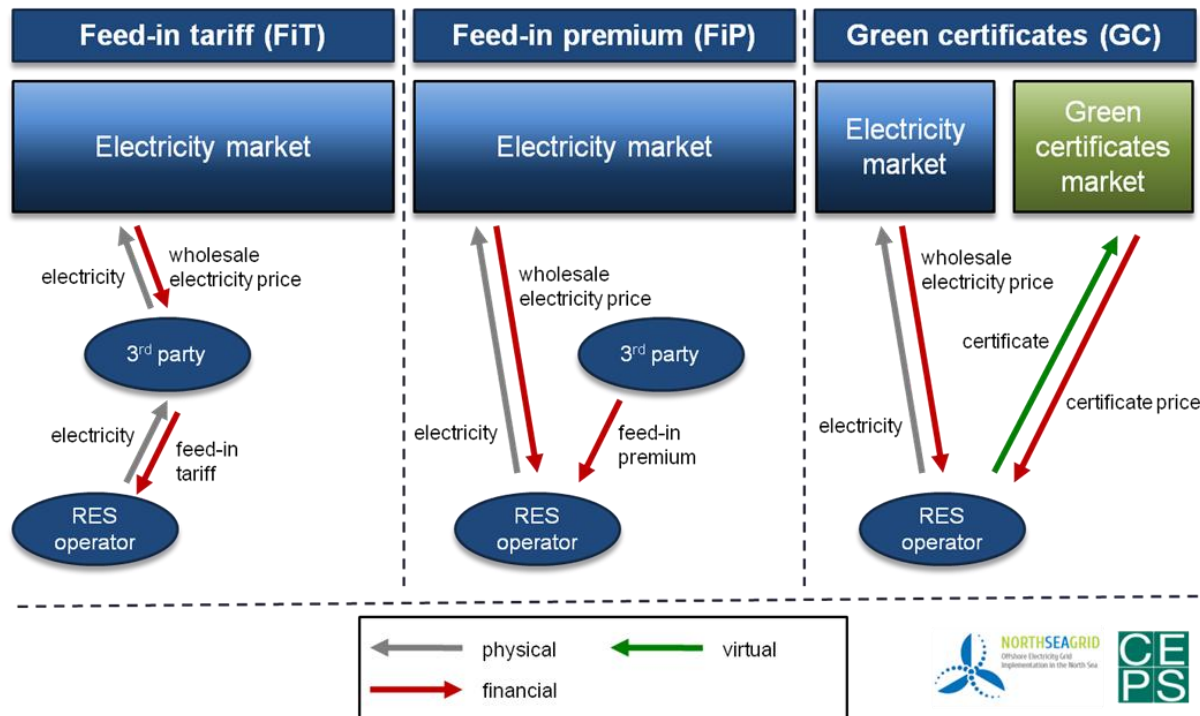 Feed-in tariff (FiT)
Feed-in premium (FiP)
Green certificates (GC)
Electricity market
Electricity market
Electricity
market
Green
certificates
market
electricity
wholesale
electricity price
3rd party
electricity
feed-in
tariff
RES
operator
wholesale
electricity price
3rd party
electricity
feed-in
premium
RES
operator
wholesale
electricity price
certificate
certificate price
electricity
RES
operator
physical
virtual
financial
NORTHSEAGRID
Offshore Electricity Grid
Implementation in the North Sea
CE
PS